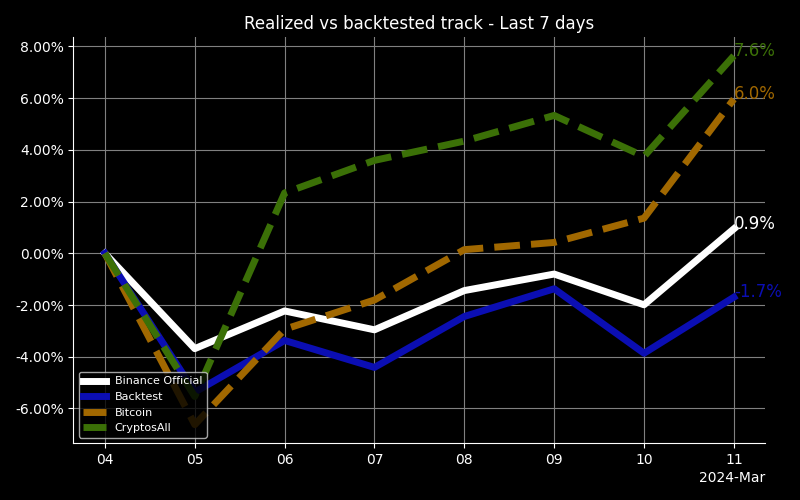 Realized vs backtested track - Last 7 days
8.00%
6.00%
4.00%
2.00%
0.00%
-2.00%
-4.00%
-6.00%
7.6%
6.0%
0.9%
-1.7%
Binance Official
Backtest
Bitcoin
CryptosAll
04 05 06 07 08 09 10 11
2024-Mar